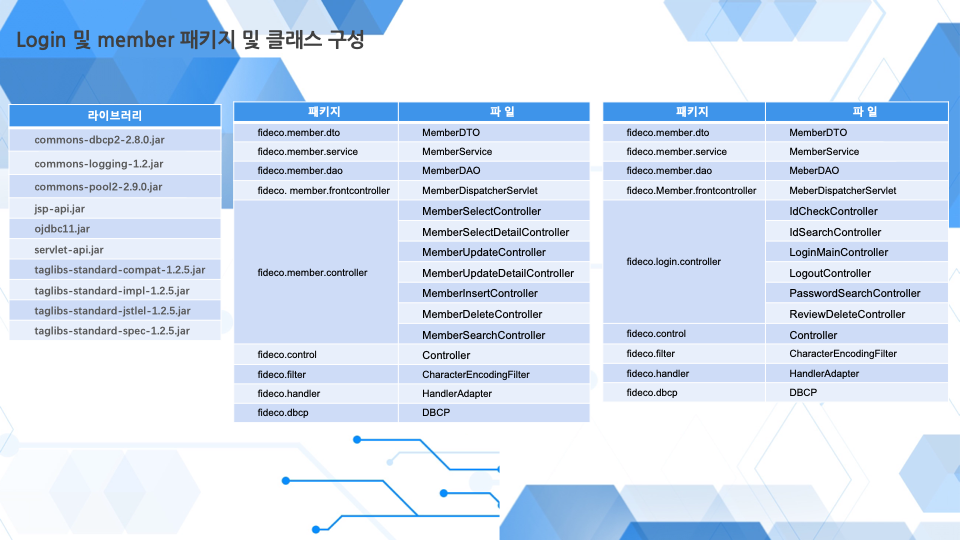 Login 및 member 패키지 및 클래스 구성
라이브러리
commons-dbcp2-2.8.0.jar
commons-logging-1.2.jar
commons-pool2-2.9.0.jar
jsp-api.jar
ojdbc11.jar
servlet-api.jar
taglibs-standard-compat-1.2.5.jar
taglibs-standard-impl-1.2.5.jar
taglibs-standard-jstlel-1.2.5.jar
taglibs-standard-spec-1.2.5.jar
패키지 파 일
fideco.member.dto MemberDTO
fideco.member.service MemberService
fideco.member.dao MemberDAO
fideco. member.frontcontroller MemberDispatcherServlet
fideco.member.controller
MemberSelectController
MemberSelectDetailController
MemberUpdateController
MemberUpdateDetailController
MemberInsertController
MemberDeleteController
MemberSearchController
fideco.control Controller
fideco.filter CharacterEncodingFilter
fideco.handler HandlerAdapter
fideco.dbcp DBCP
패키지 파 일
fideco.member.dto MemberDTO
fideco.member.service MemberService
fideco.member.dao MeberDAO
fideco.Member.frontcontroller MeberDispatcherServlet
fideco.login.controller
IdCheckController
IdSearchController
LoginMainController
LogoutController
PasswordSearchController
ReviewDeleteController
fideco.control Controller
fideco.filter CharacterEncodingFilter
fideco.handler HandlerAdapter
fideco.dbcp DBCP